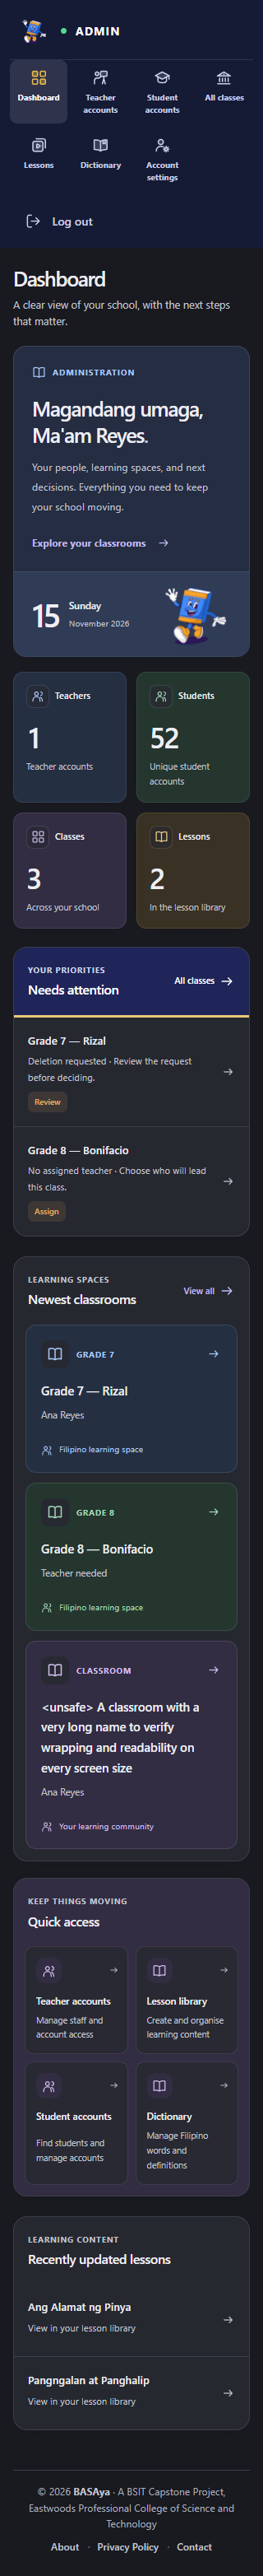 ADMIN
Dashboard
Teacher
accounts
Student
accounts
All classes
Lessons
Dictionary
Account
settings
Log out
Dashboard
A clear view of your school, with the next steps
that matter.
ADMINISTRATION
Magandang umaga,
Ma'am Reyes.
Your people, learning spaces, and next
decisions. Everything you need to keep
your school moving.
Explore your classrooms →
15 Sunday
November 2026
Teachers
1
Teacher accounts
Students
52
Unique student
accounts
Classes
3
Across your school
Lessons
2
In the lesson library
YOUR PRIORITIES
Needs attention
All classes →
Grade 7 — Rizal
Deletion requested · Review the request
before deciding.
Review
Grade 8 — Bonifacio
No assigned teacher · Choose who will lead
this class.
Assign
LEARNING SPACES
Newest classrooms
View all →
GRADE 7
Grade 7 — Rizal
Ana Reyes
Filipino learning space
GRADE 8
Grade 8 — Bonifacio
Teacher needed
Filipino learning space
CLASSROOM
<unsafe> A classroom with a
very long name to verify
wrapping and readability on
every screen size
Ana Reyes
Your learning community
KEEP THINGS MOVING
Quick access
Teacher accounts
Manage staff and
account access
Lesson library
Create and organise
learning content
Student accounts
Find students and
manage accounts
Dictionary
Manage Filipino
words and
definitions
LEARNING CONTENT
Recently updated lessons
Ang Alamat ng Pinya
View in your lesson library
Pangngalan at Panghalip
View in your lesson library
© 2026 BASAya · A BSIT Capstone Project,
Eastwoods Professional College of Science and
Technology
About · Privacy Policy · Contact